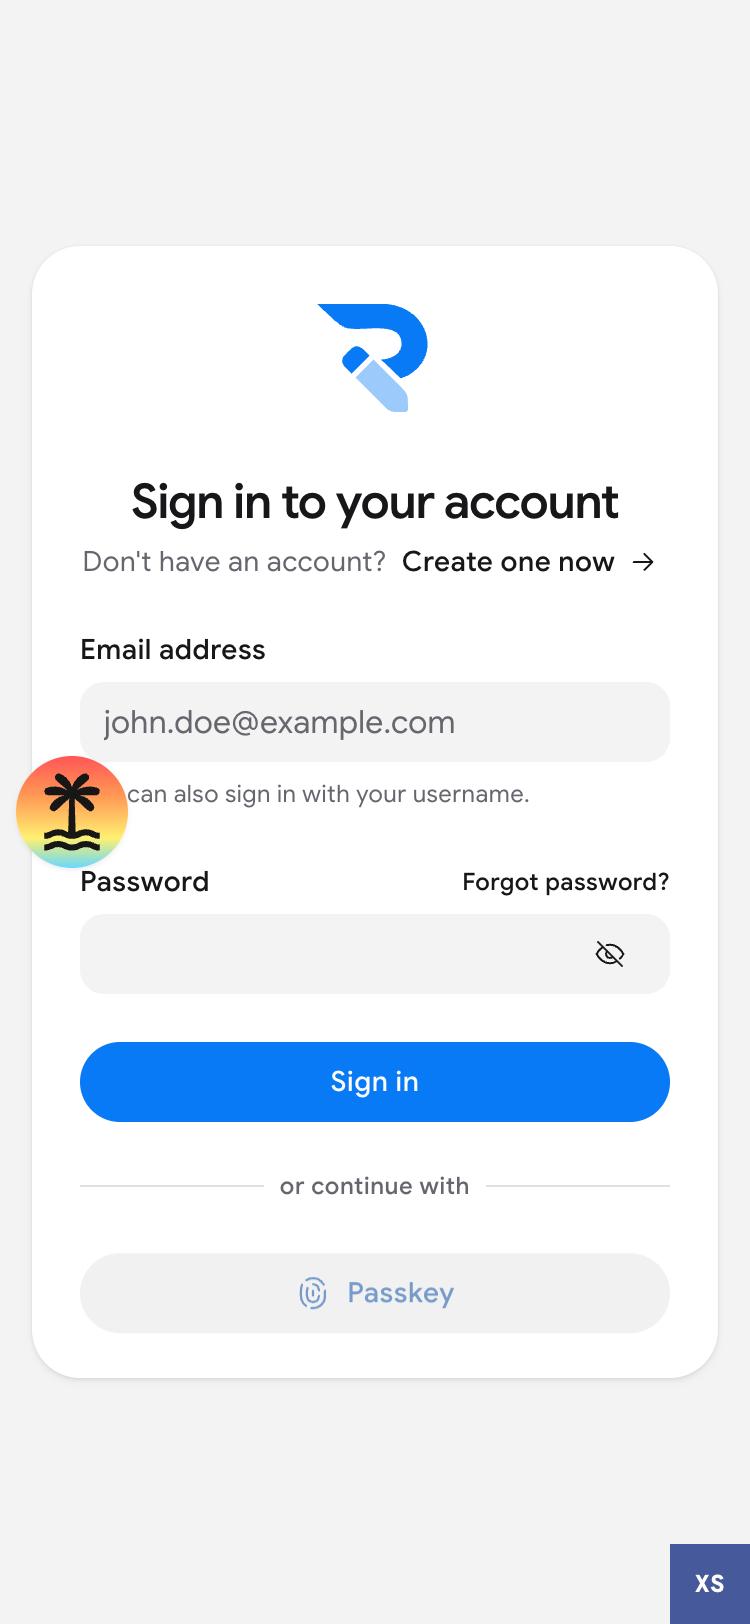 Sign in to your account
Don't have an account? Create one now →
Email address
john.doe@example.com
can also sign in with your username.
Password Forgot password?
Sign in
or continue with
Passkey
XS